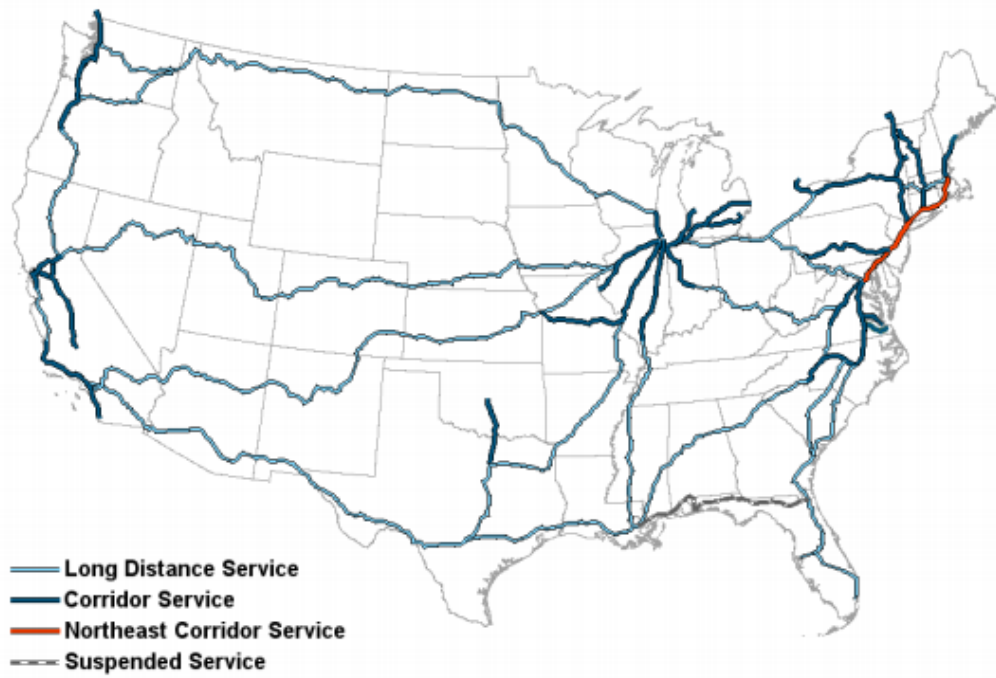 Long Distance Service
Corridor Service
Northeast Corridor Service
Suspended Service